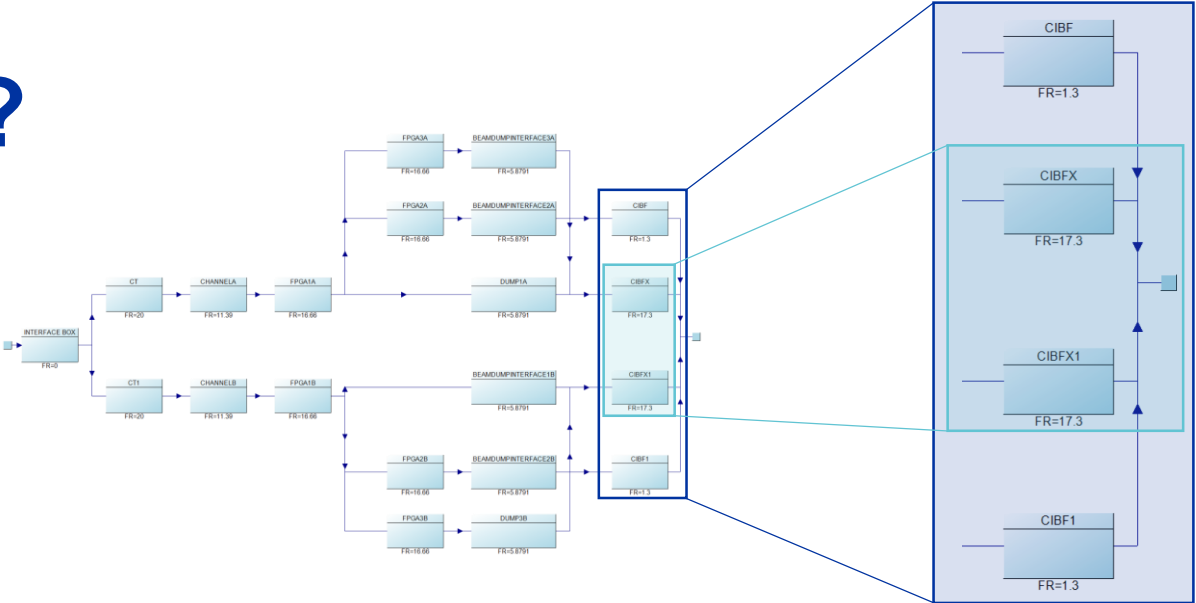 ?
INTERFACE BOX
FR=0
CT
FR=20
CHANNELA
FR=11.39
FPGA1A
FR=16.66
FPGA3A
FR=16.66
BEAMDUMPINTERFACE3A
FR=5.8791
FPGA2A
FR=16.66
BEAMDUMPINTERFACE2A
FR=5.8791
DUMP1A
FR=5.8791
CIBF
FR=1.3
CIBFX
FR=17.3
CT1
FR=20
CHANNELB
FR=11.39
FPGA1B
FR=16.66
BEAMDUMPINTERFACE1B
FR=5.8791
CIBFX1
FR=17.3
FPGA2B
FR=16.66
BEAMDUMPINTERFACE2B
FR=5.8791
CIBF1
FR=1.3
FPGA3B
FR=16.66
DUMP3B
FR=5.8791
CIBF
FR=1.3
CIBFX
FR=17.3
CIBFX1
FR=17.3
CIBF1
FR=1.3